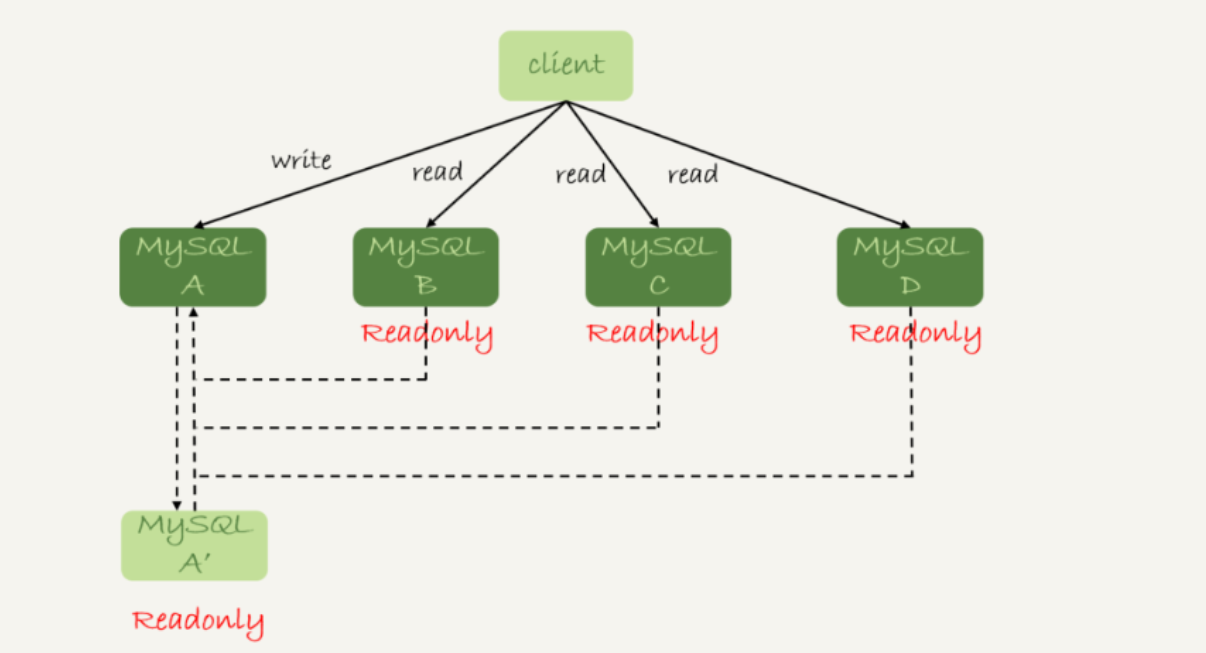 client
write
read
read
read
MySQL
A
MySQL
B
MySQL
C
MySQL
D
Readonly
Readonly
Readonly
MySQL
A'
Readonly